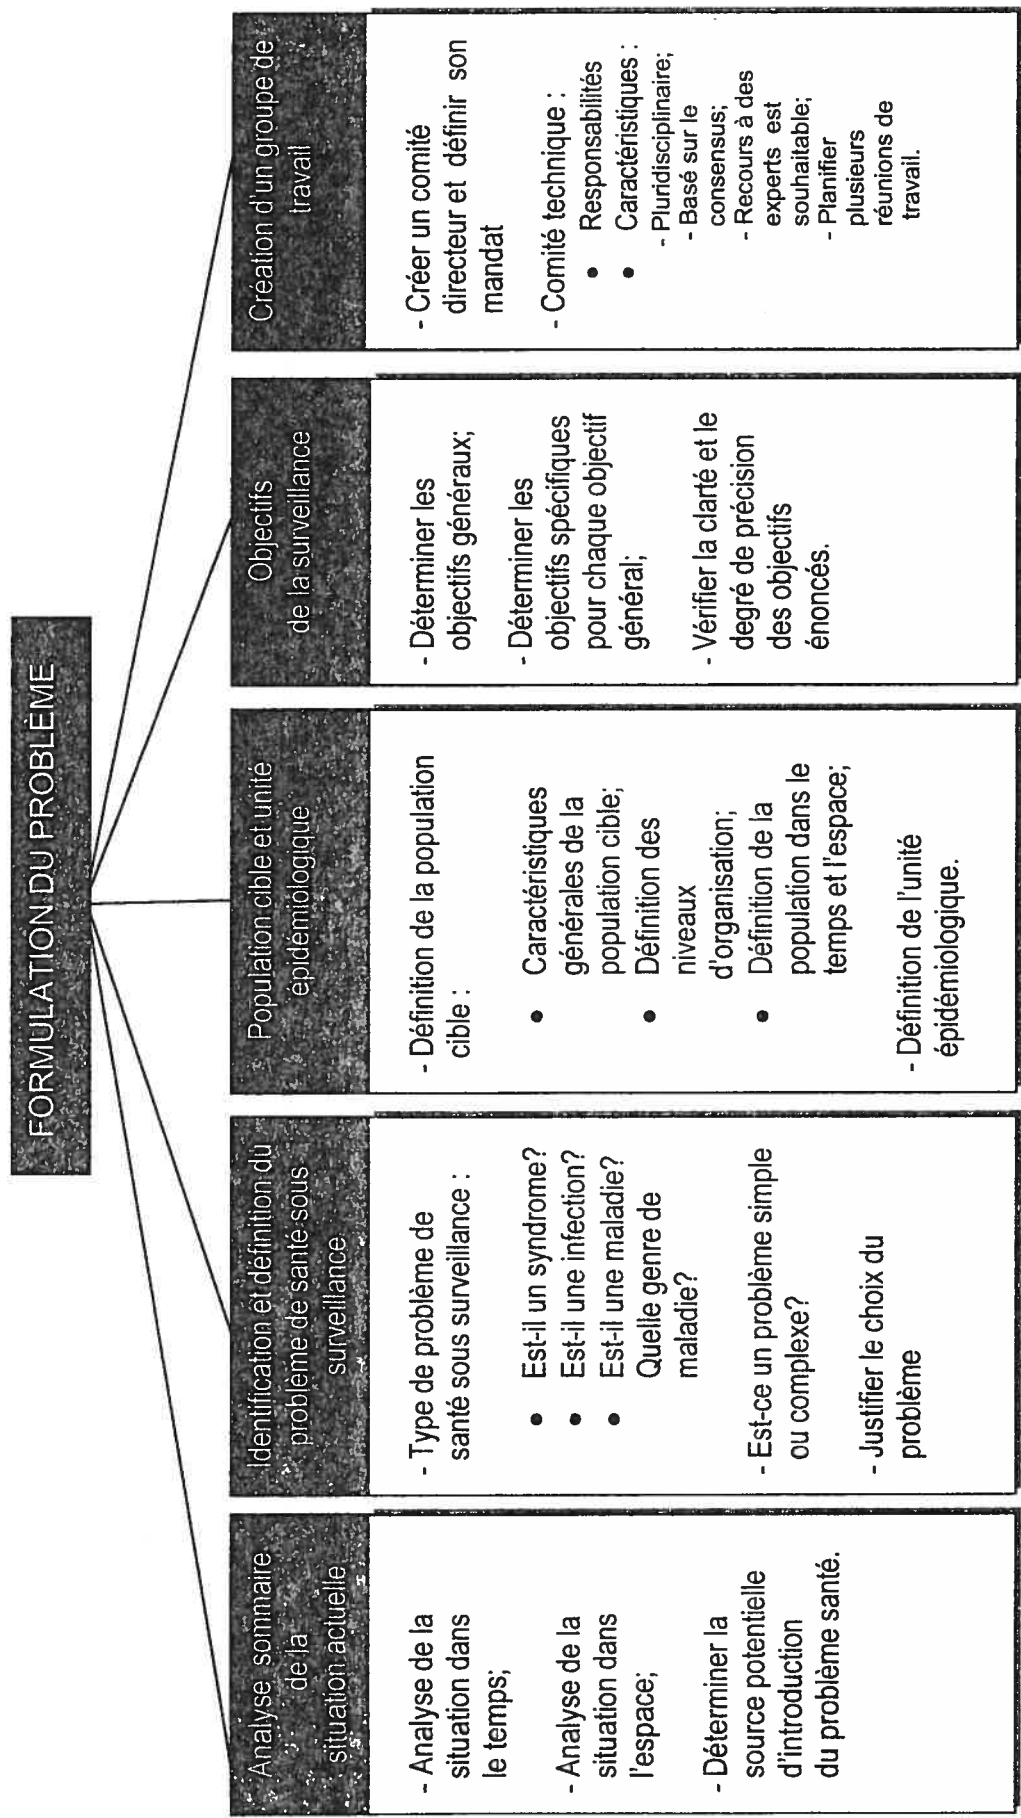 FORMULATION DU PROBLÈME
Analyse sommaire
de la
situation actuelle
- Analyse de la
situation dans
le temps;
- Analyse de la
situation dans
l'espace;
- Déterminer la
source potentielle
d'introduction
du problème santé.
Identification et définition du
problème de santé sous
surveillance
- Type de problème de
santé sous surveillance :
• Est-il un syndrome?
• Est-il une infection?
• Est-il une maladie?
Quelle genre de
maladie?
- Est-ce un problème simple
ou complexe?
- Justifier le choix du
problème
Population cible et unité
épidémiologique
- Définition de la population
cible :
• Caractéristiques
générales de la
population cible;
• Définition des
niveaux
d'organisation;
• Définition de la
population dans le
temps et l'espace;
- Définition de l'unité
épidémiologique.
Objectifs
de la surveillance
- Déterminer les
objectifs généraux;
- Déterminer les
objectifs spécifiques
pour chaque objectif
général;
- Vérifier la clarté et le
degré de précision
des objectifs
énoncés.
Création d'un groupe de
travail
- Créer un comité
directeur et définir son
mandat
- Comité technique :
• Responsabilités
• Caractéristiques :
- Pluridisciplinaire;
- Basé sur le
consensus;
- Recours à des
experts est
souhaitable;
- Planifier
plusieurs
réunions de
travail.